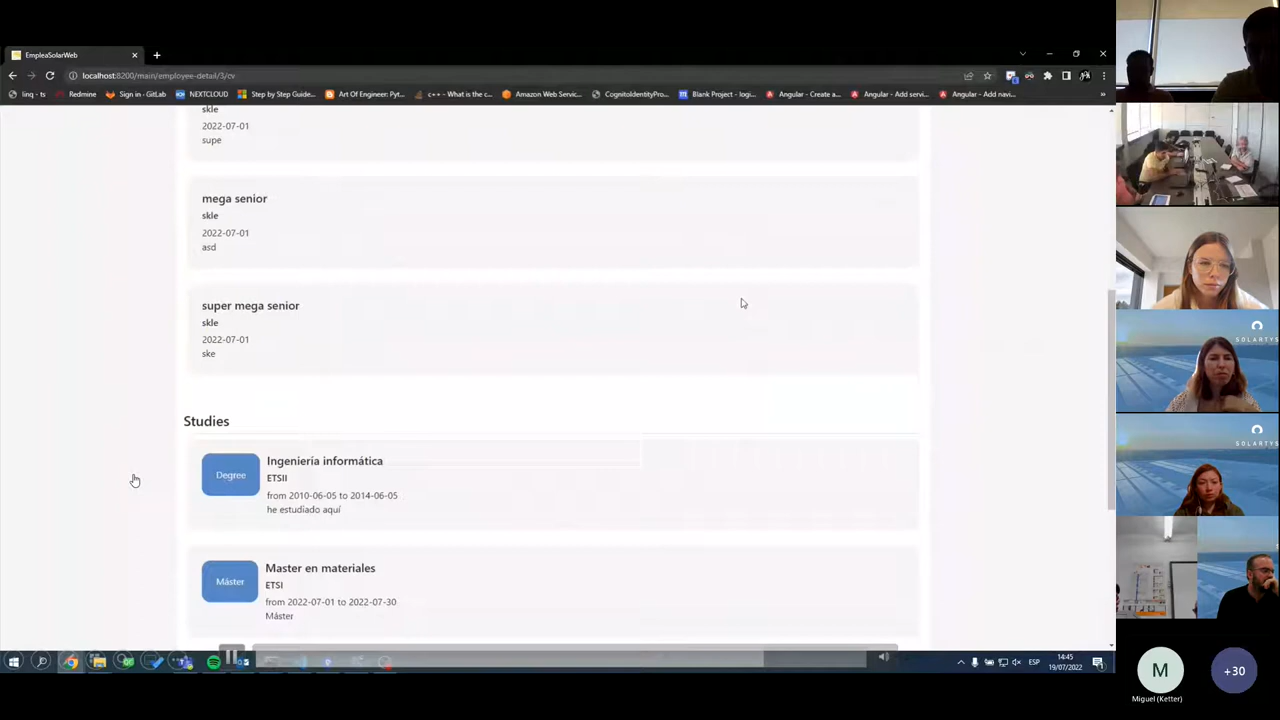 EmpleaSolarWeb
localhost:8200/main/employee-detail/3/cv
linq - ts
Redmine
Sign in · GitLab
NEXTCLOUD
Step by Step Guide...
Art Of Engineer: Pyt...
c++ - What is the c...
Amazon Web Servic...
CognitoIdentityPro...
Blank Project - logi...
Angular - Create a...
Angular - Add servi...
Angular - Add navi...
skle
2022-07-01
supe
mega senior
skle
2022-07-01
asd
super mega senior
skle
2022-07-01
ske
Studies
Degree
Ingeniería informática
ETSII
from 2010-06-05 to 2014-06-05
he estudiado aquí
Máster
Master en materiales
ETSI
from 2022-07-01 to 2022-07-30
Máster
ESP
14:45
19/07/2022
SOLARTYS
SOLARTYS
M
Miguel (Ketter)
+30